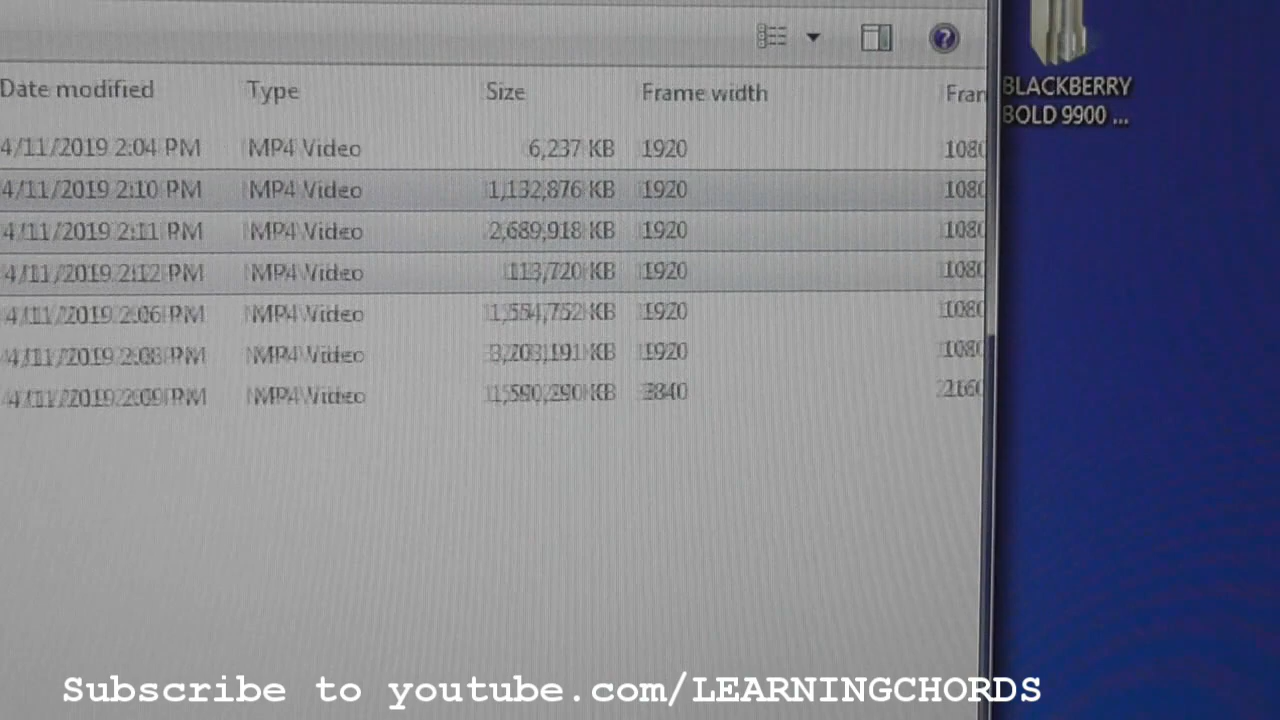 Date modified Type Size Frame width Fran
4/11/2019 2:04 PM MP4 Video 6,237 KB 1920 1080
4/11/2019 2:10 PM MP4 Video 1,132,876 KB 1920 1080
4/11/2019 2:11 PM MP4 Video 2,689,918 KB 1920 1080
4/11/2019 2:12 PM MP4 Video 113,720 KB 1920 1080
4/11/2019 2:06 PM MP4 Video 1,554,752 KB 1920 1080
4/11/2019 2:08 PM MP4 Video 3,203,191 KB 1920 1080
4/11/2019 2:09 PM MP4 Video 1,590,290 KB 3840 2160
BLACKBERRY
BOLD 9900 ...
Subscribe to youtube.com/LEARNINGCHORDS